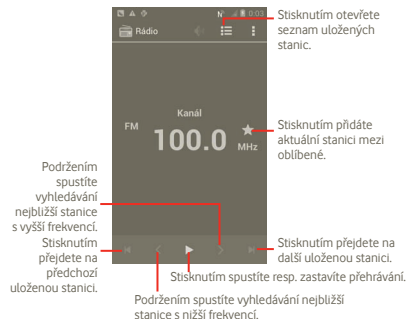 Stisknutím otevřete
seznam uložených
stanic.
0:03
Rádio
Kanál
FM
100.0
MHz
Stisknutím přidáte
aktuální stanici mezi
oblíbené.
Podržením
spustíte
vyhledávání
nejbližší stanice
s vyšší frekvencí.
Stisknutím
přejdete na
předchozí
uloženou stanici.
Stisknutím přejdete na
další uloženou stanici.
Stisknutím spustíte resp. zastavíte přehrávání.
Podržením spustíte vyhledávání nejbližší
stanice s nižší frekvencí.